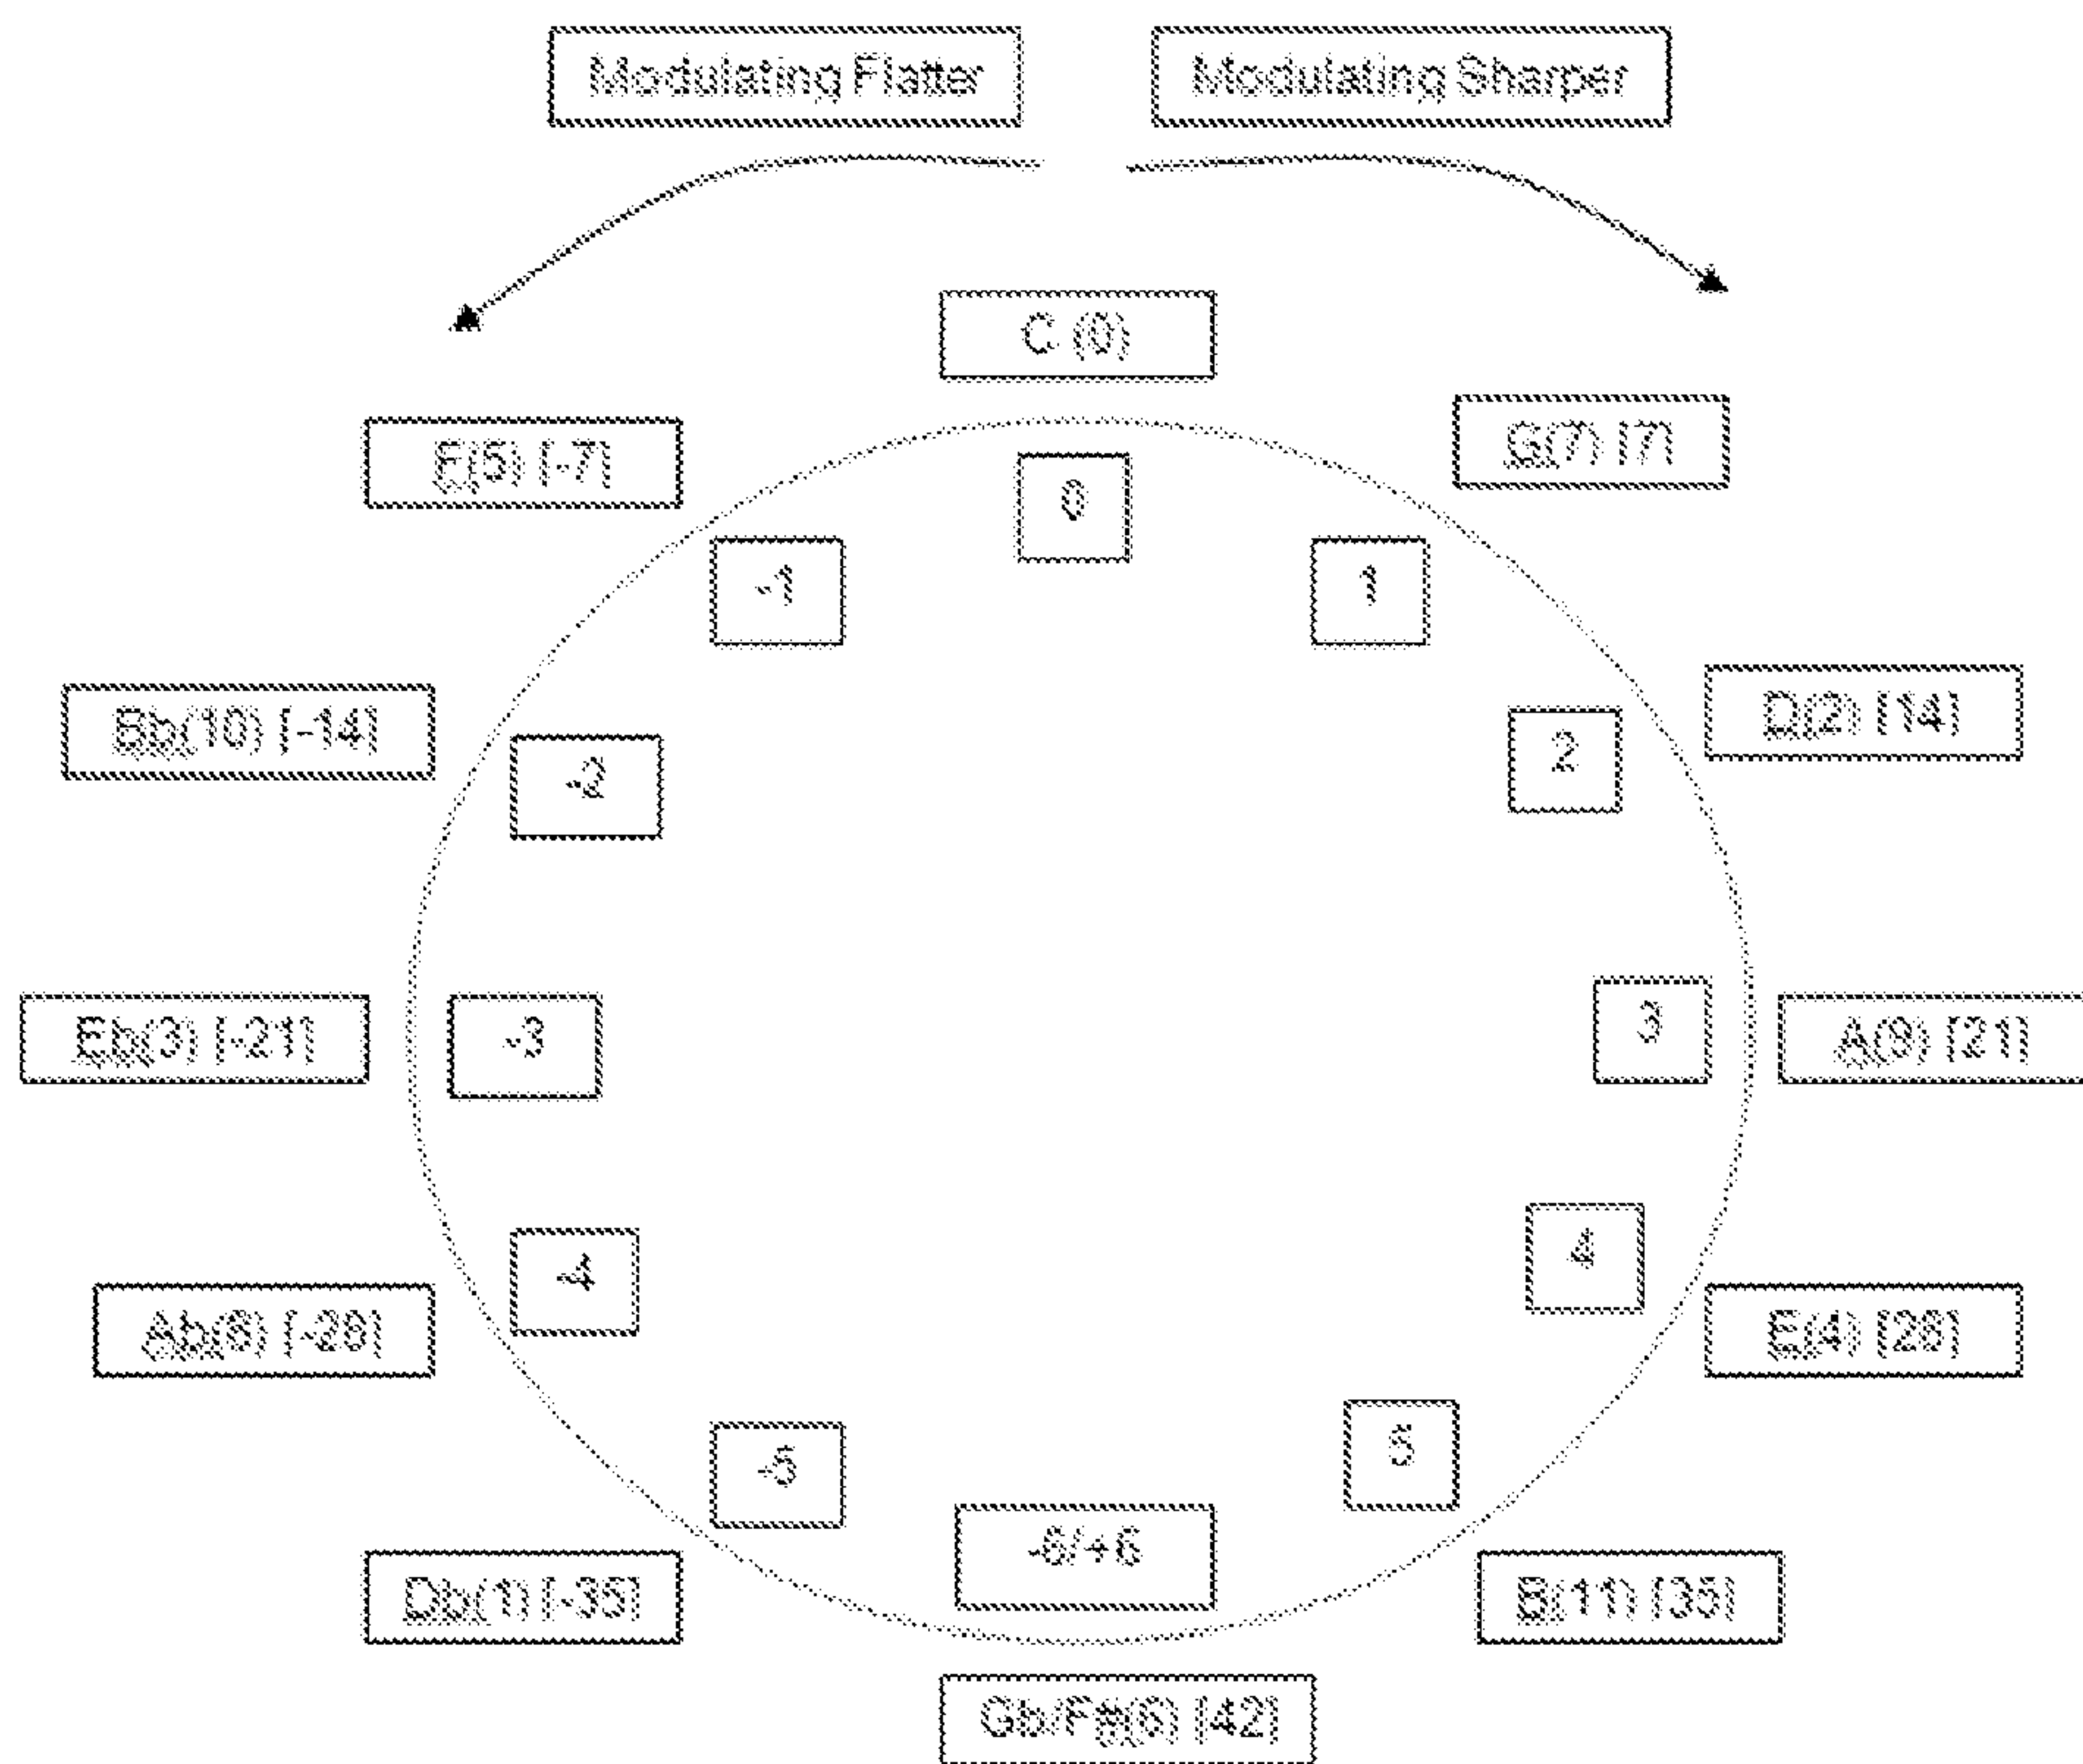 Modulating Flatter
Modulating Sharper
C (0)
F(5) [-7]
G(7) [7]
0
-1
1
Bb(10) [-14]
D(2) [14]
-2
2
Eb(3) [-21]
-3
3
A(9) [21]
-4
4
Ab(8) [-28]
E(4) [28]
-5
5
-6/+6
Db(1) [-35]
B(11) [35]
Gb/F#(6) [42]